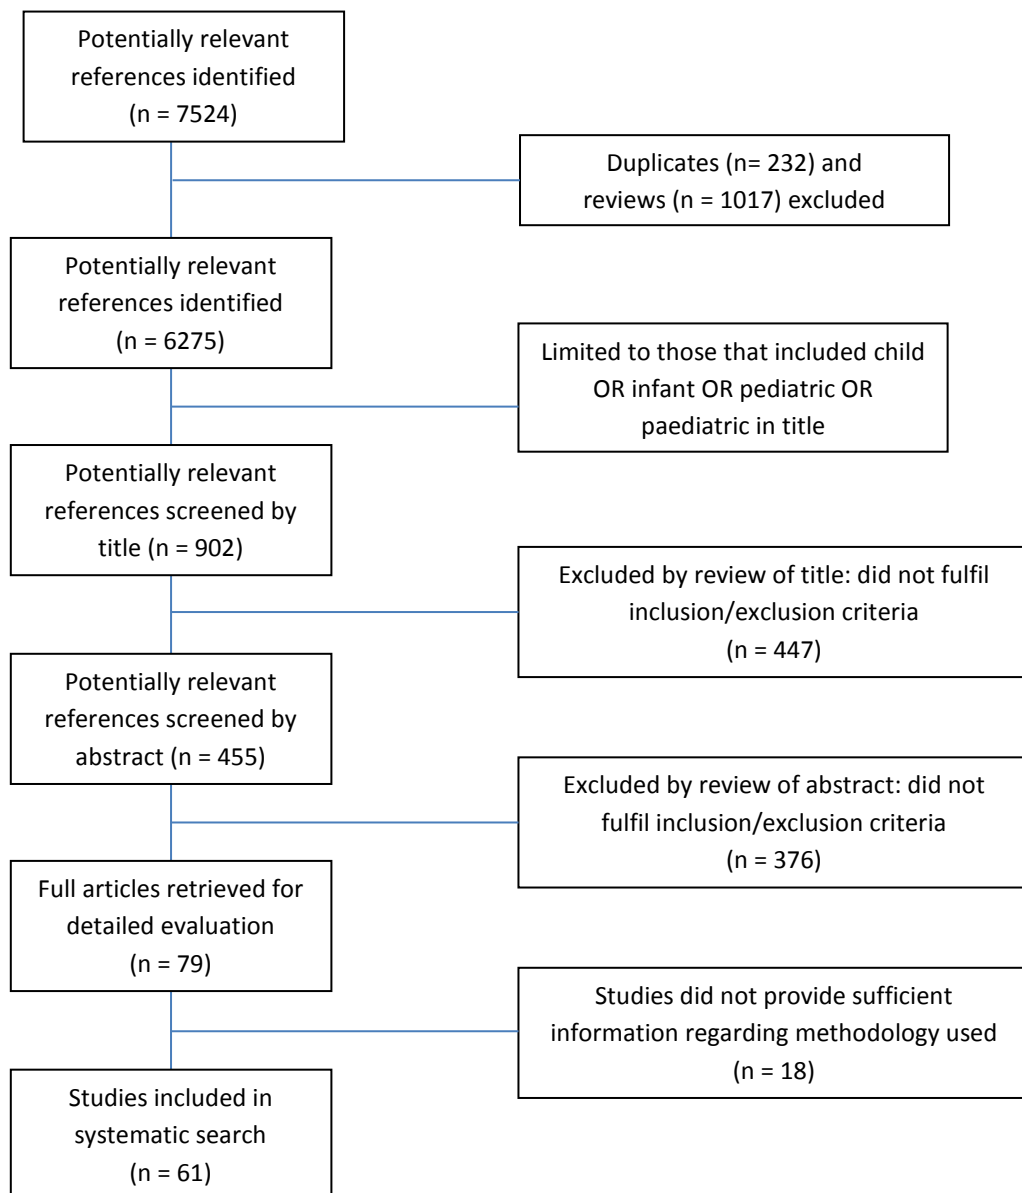 Potentially relevant
references identified
(n = 7524)
Duplicates (n= 232) and
reviews (n = 1017) excluded
Potentially relevant
references identified
(n = 6275)
Limited to those that included child
OR infant OR pediatric OR
paediatric in title
Potentially relevant
references screened by
title (n = 902)
Excluded by review of title: did not fulfil
inclusion/exclusion criteria
(n = 447)
Potentially relevant
references screened by
abstract (n = 455)
Excluded by review of abstract: did not
fulfil inclusion/exclusion criteria
(n = 376)
Full articles retrieved for
detailed evaluation
(n = 79)
Studies did not provide sufficient
information regarding methodology used
(n = 18)
Studies included in
systematic search
(n = 61)